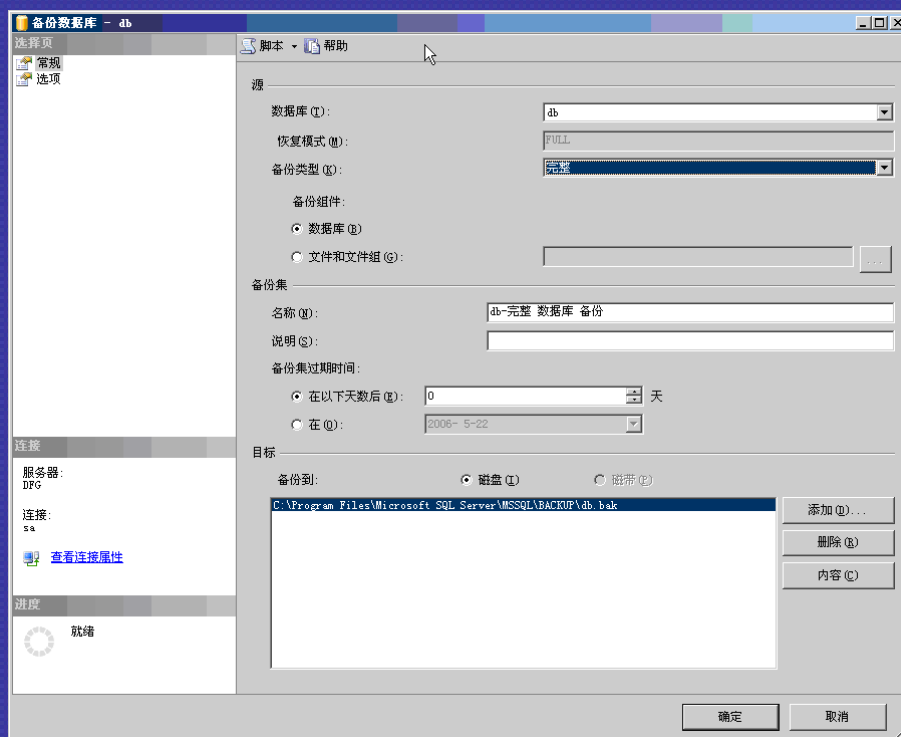 备份数据库 - db
选择页
常规
选项
脚本 帮助
源
数据库(T): db
恢复模式(M): FULL
备份类型(K): 完整
备份组件:
数据库(B)
文件和文件组(G): ...
备份集
名称(N): db-完整 数据库 备份
说明(S):
备份集过期时间:
在以下天数后(E): 0 天
在(O): 2006- 5-22
目标
备份到: 磁盘(I) 磁带(P)
C:\Program Files\Microsoft SQL Server\MSSQL\BACKUP\db.bak
添加(D)...
删除(R)
内容(C)
连接
服务器:
DFG
连接:
sa
查看连接属性
进度
就绪
确定 取消